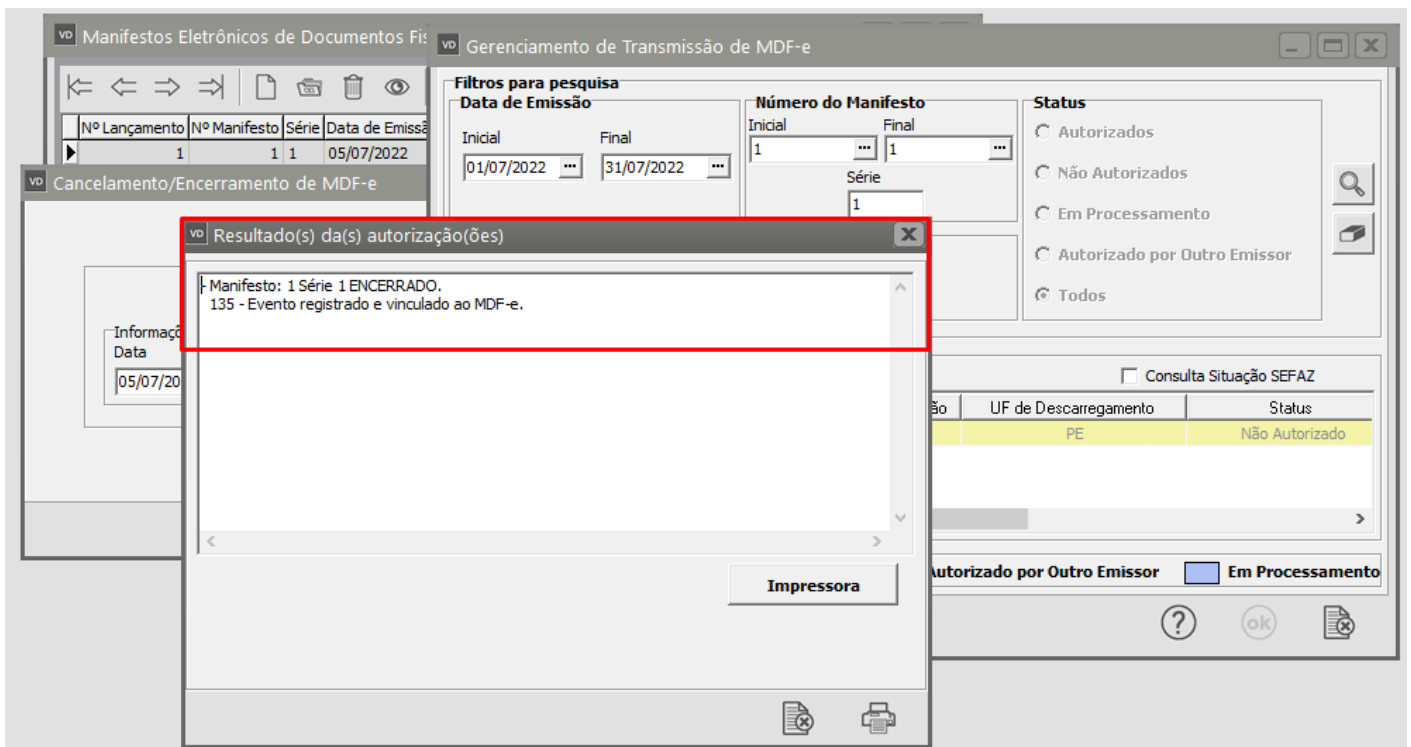 VD Manifestos Eletrônicos de Documentos Fis
Nº Lançamento Nº Manifesto Série Data de Emissã
1 1 1 05/07/2022
VD Cancelamento/Encerramento de MDF-e
Informaçõ
Data
05/07/20
VD Gerenciamento de Transmissão de MDF-e
Filtros para pesquisa
Data de Emissão
Inicial Final
01/07/2022 ... 31/07/2022 ...
Número do Manifesto
Inicial Final
1 ... 1 ...
Série
1
Status
Autorizados
Não Autorizados
Em Processamento
Autorizado por Outro Emissor
Todos
Consulta Situação SEFAZ
ão UF de Descarregamento Status
PE Não Autorizado
Autorizado por Outro Emissor Em Processamento
? ok
VD Resultado(s) da(s) autorização(ões)
- Manifesto: 1 Série 1 ENCERRADO.
135 - Evento registrado e vinculado ao MDF-e.
Impressora